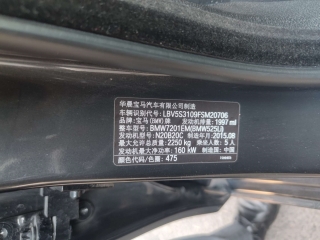 华晨宝马汽车有限公司制造
车辆识别代号: LBV5S3109FSM20706
品牌: 宝马(BMW)牌 发动机排量: 1997 ml
整车型号: BMW7201EM(BMW525Li)
发动机型号: N20B20C 制造年月: 2015.08
最大允许总质量: 2250 kg 乘坐人数: 5 人
发动机最大净功率: 160 kW 制造国: 中国
颜色代号/色圈: 475